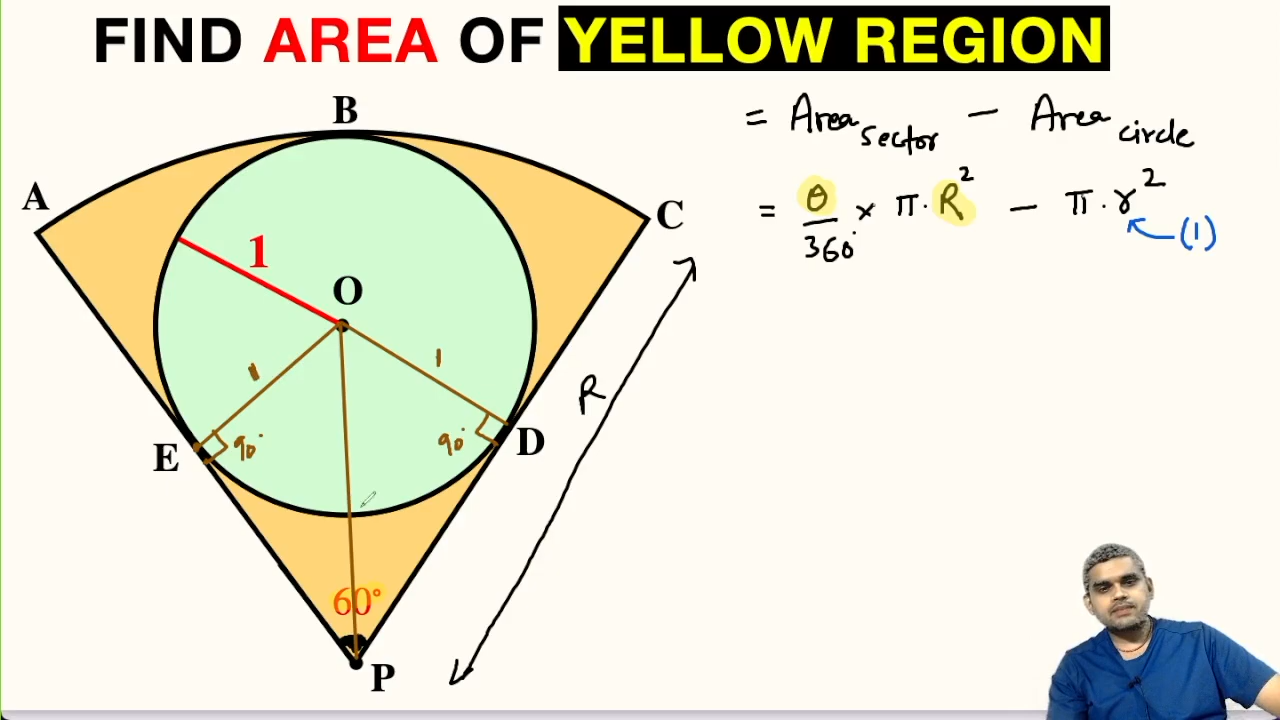 FIND AREA OF YELLOW REGION
= Area sector - Area circle
= θ/360° × π·R² - π·r²
(1)
B
A
C
1
O
1
1
R
E
90°
90°
D
60°
P